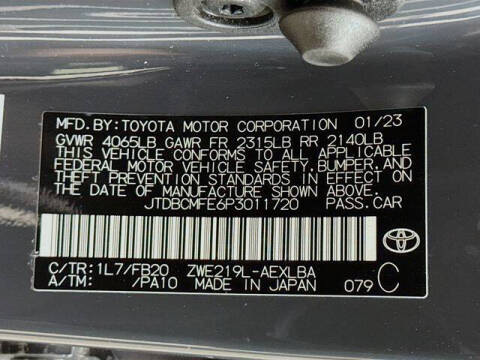 MFD. BY: TOYOTA MOTOR CORPORATION 01/23
GVWR 4065LB GAWR FR 2315LB RR 2140LB
THIS VEHICLE CONFORMS TO ALL APPLICABLE
FEDERAL MOTOR VEHICLE SAFETY, BUMPER, AND
THEFT PREVENTION STANDARDS IN EFFECT ON
THE DATE OF MANUFACTURE SHOWN ABOVE.
JTDBCMFE6P3011720 PASS. CAR
C/TR: 1L7/FB20 ZWE219L-AEXLBA
A/TM: /PA10 MADE IN JAPAN 079 C